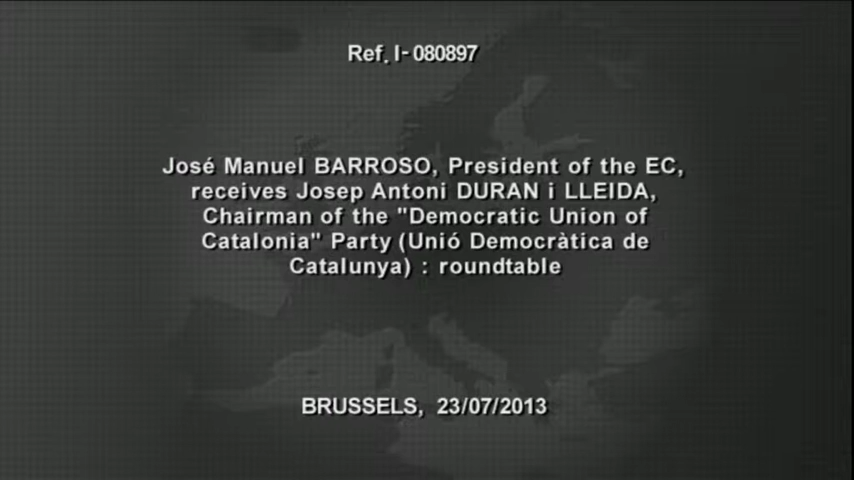 Ref. I-080897
José Manuel BARROSO, President of the EC,
receives Josep Antoni DURAN i LLEIDA,
Chairman of the "Democratic Union of
Catalonia" Party (Unió Democràtica de
Catalunya) : roundtable
BRUSSELS, 23/07/2013